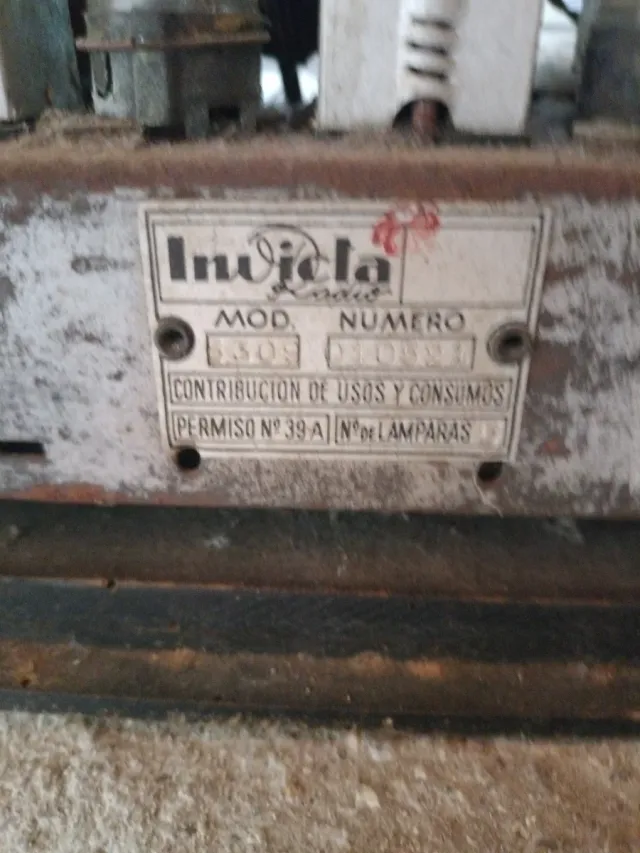 Invicta
Radio
MOD. NUMERO
CONTRIBUCION DE USOS Y CONSUMOS
PERMISO Nº 39-A Nº DE LAMPARAS